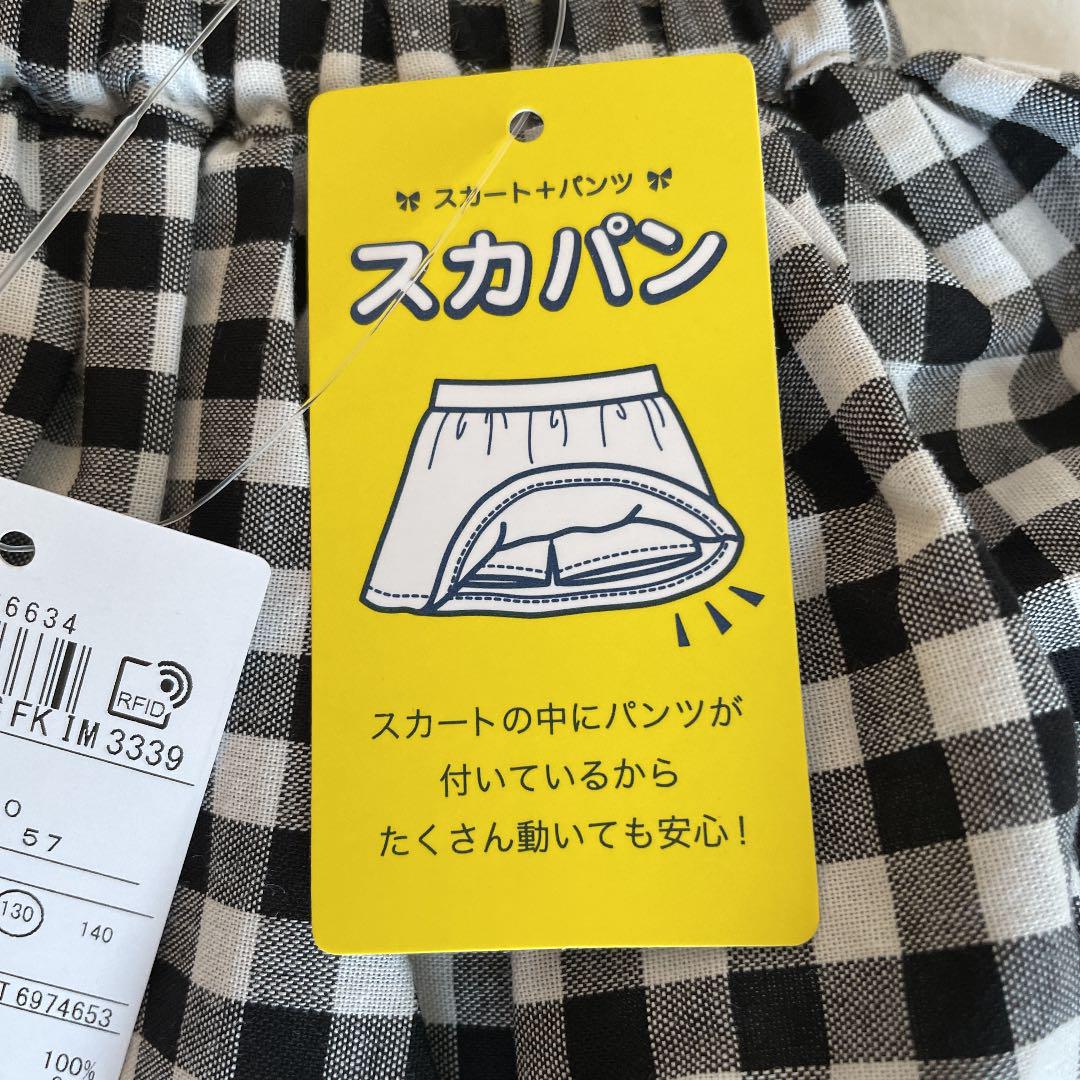 スカート+パンツ
スカパン
スカートの中にパンツが
付いているから
たくさん動いても安心!
6634
RFID
FK1M 3339
0
57
130 140
6974653
100%